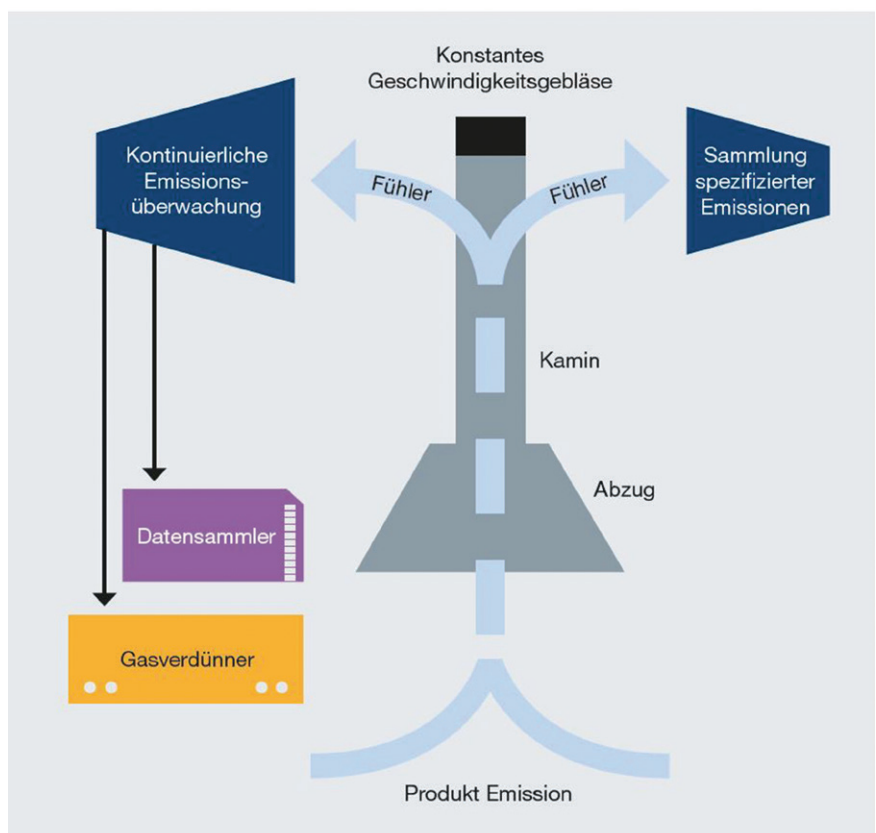 Konstantes
Geschwindigkeitsgebläse
Kontinuierliche
Emissions-
überwachung
Fühler
Fühler
Sammlung
spezifizierter
Emissionen
Kamin
Abzug
Datensammler
Gasverdünner
Produkt Emission